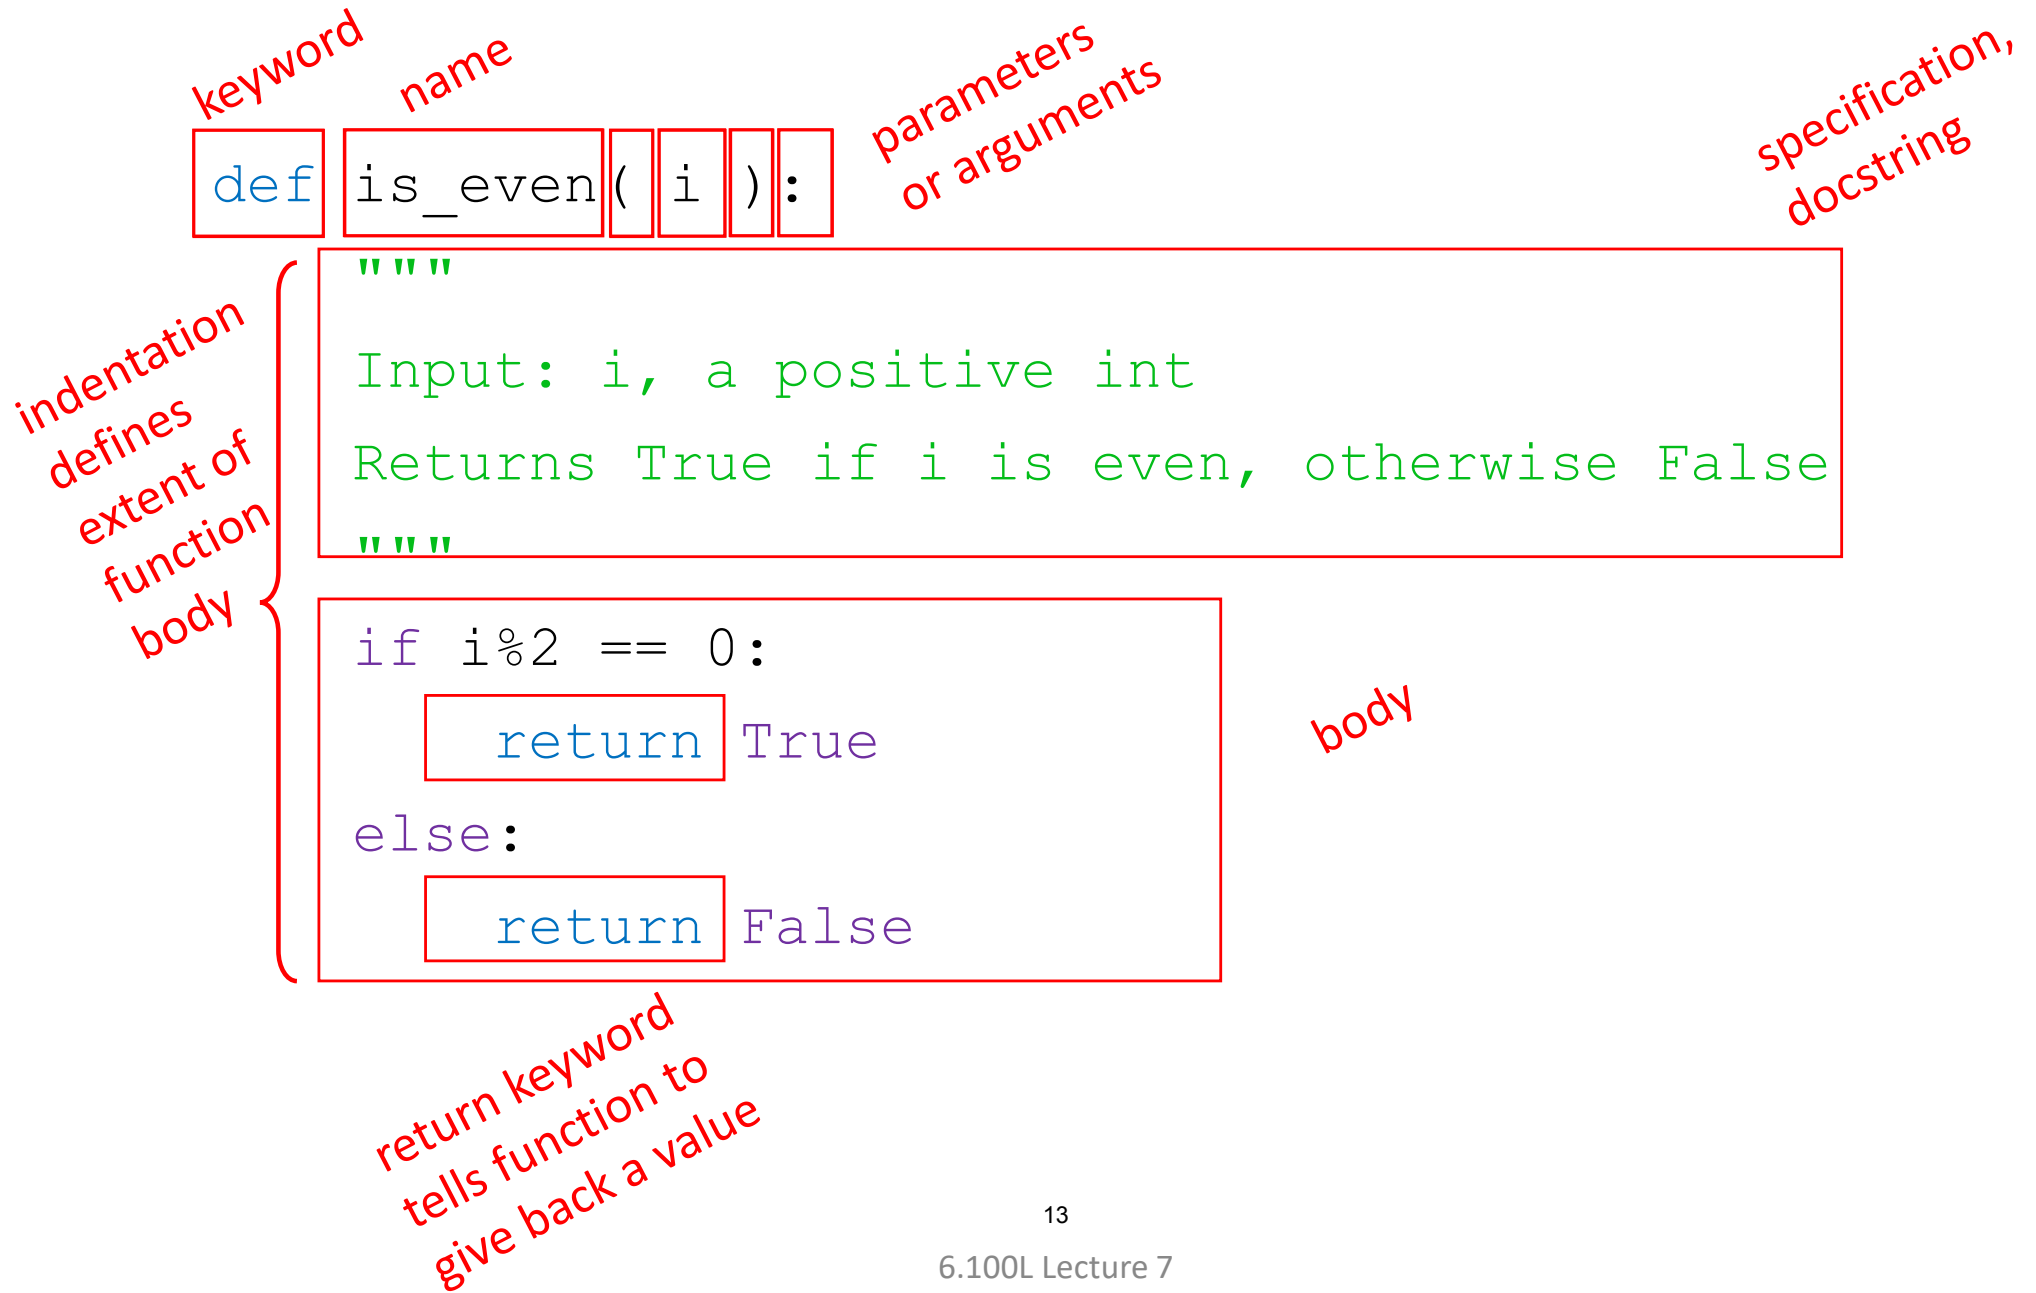 keyword
name
parameters
or arguments
specification,
docstring
def is_even( i ):
"""
Input: i, a positive int
Returns True if i is even, otherwise False
"""
indentation
defines
extent of
function
body
if i%2 == 0:
return True
else:
return False
body
return keyword
tells function to
give back a value
13
6.100L Lecture 7